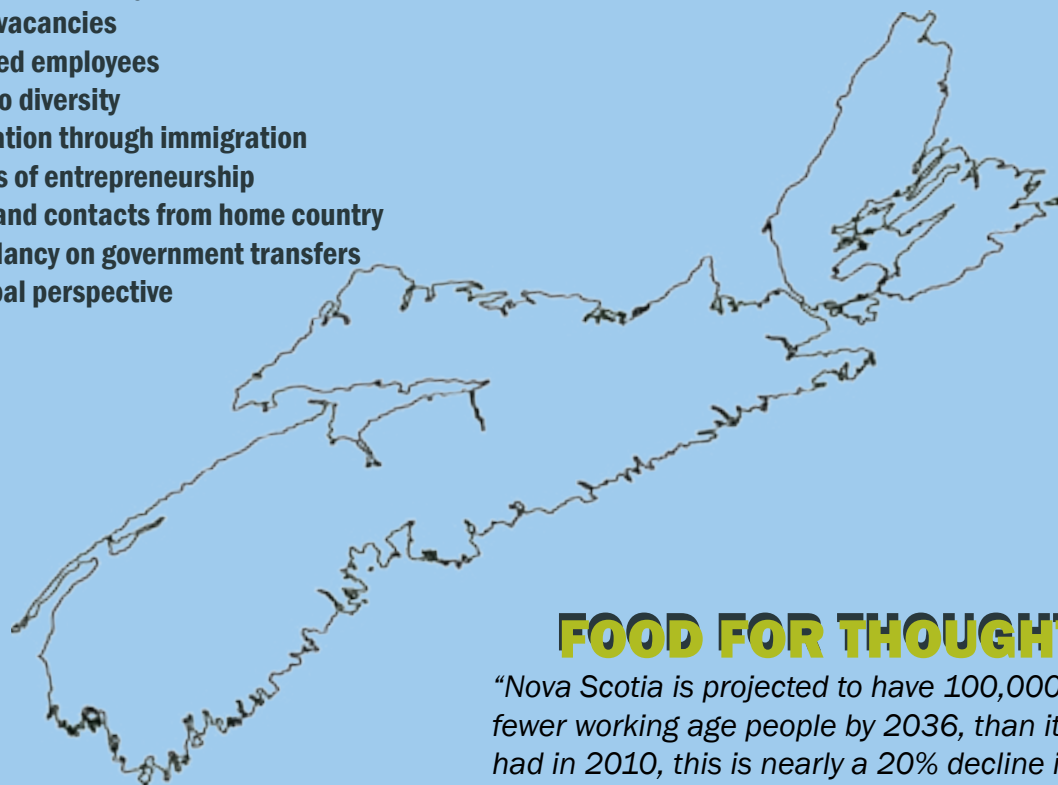 vacancies
ed employees
o diversity
ation through immigration
s of entrepreneurship
and contacts from home country
dancy on government transfers
bal perspective
FOOD FOR THOUGHT
“Nova Scotia is projected to have 100,000
fewer working age people by 2036, than it
had in 2010, this is nearly a 20% decline i